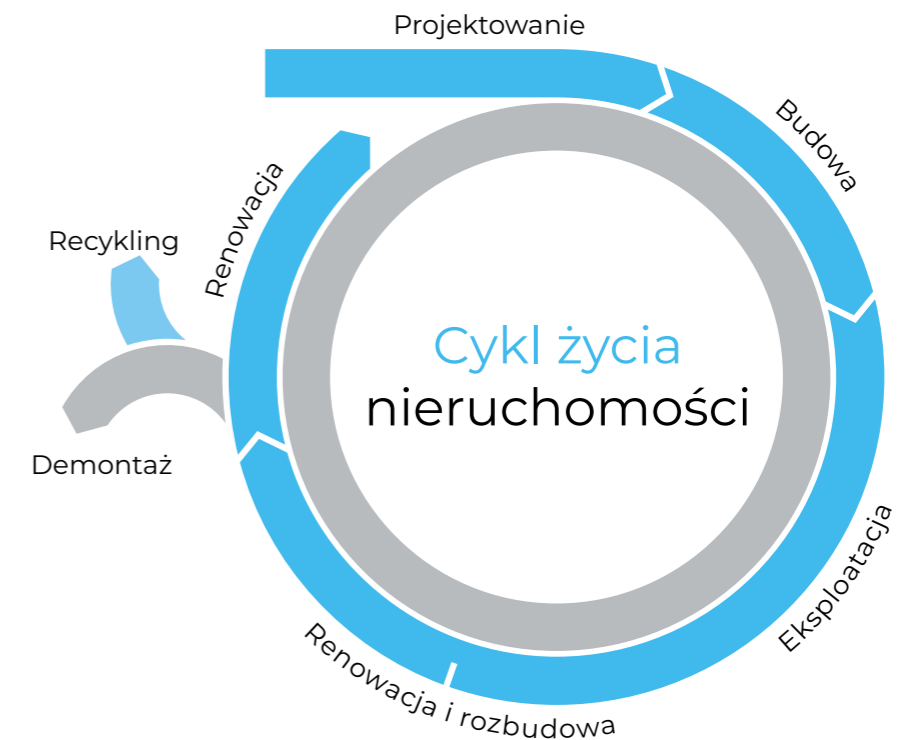 Projektowanie
Budowa
Renowacja
Recykling
Cykl życia
nieruchomości
Demontaż
Eksploatacja
Renowacja i rozbudowa